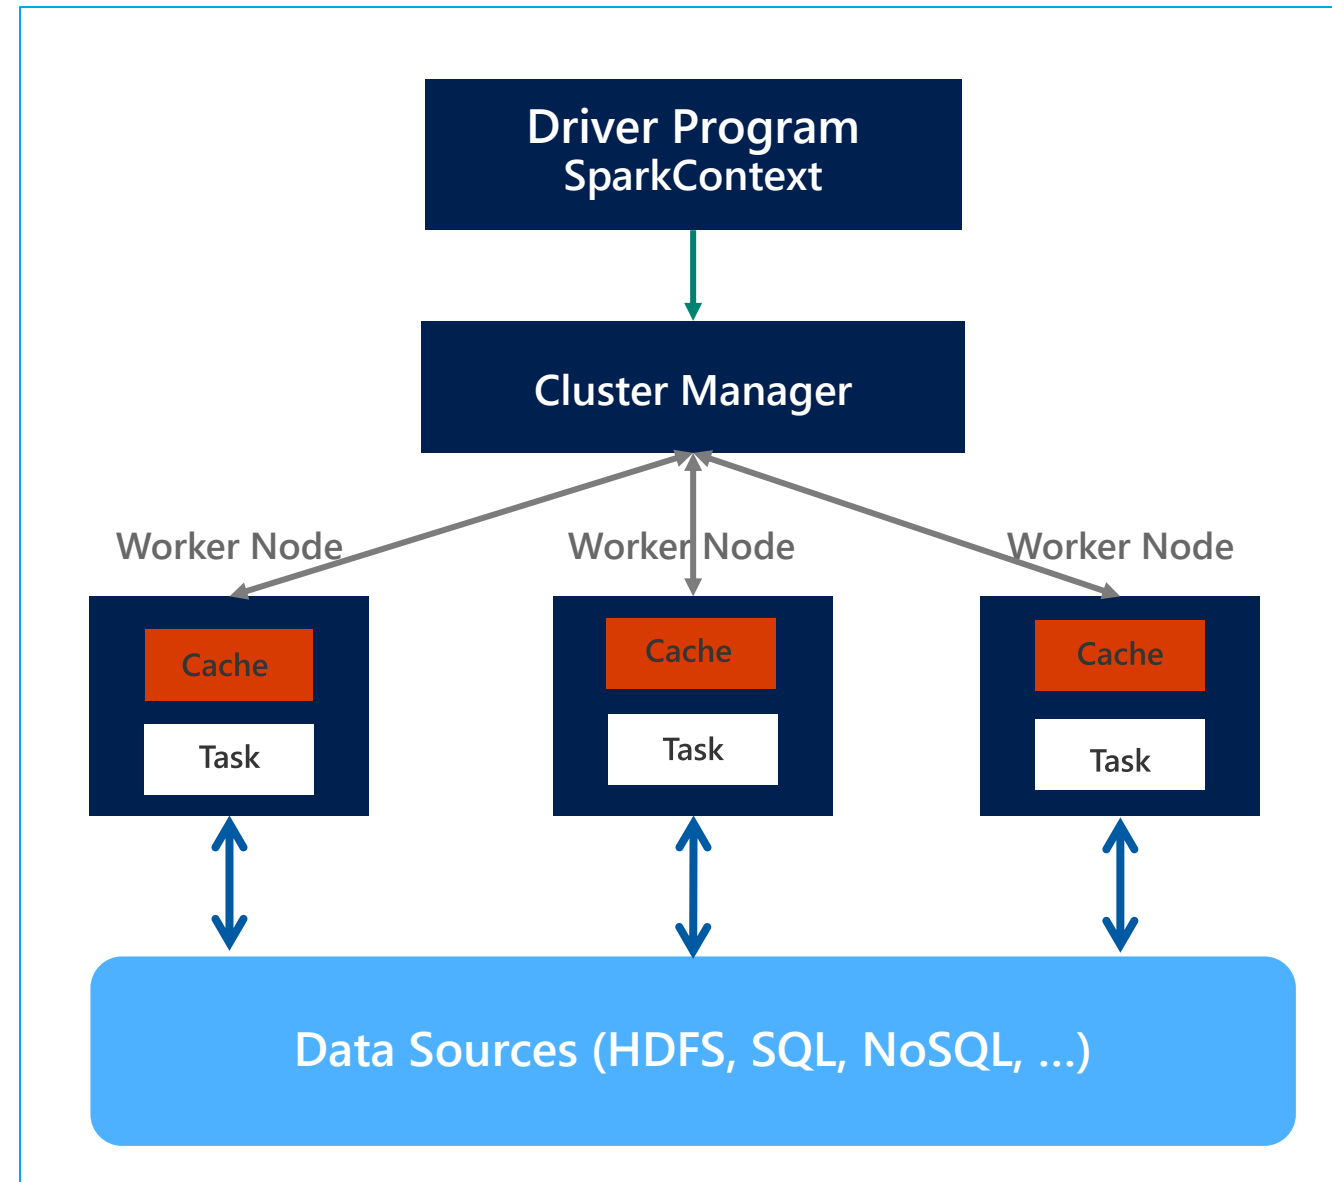 Driver Program
SparkContext
Cluster Manager
Worker Node
Worker Node
Worker Node
Cache
Cache
Cache
Task
Task
Task
Data Sources (HDFS, SQL, NoSQL, ...)